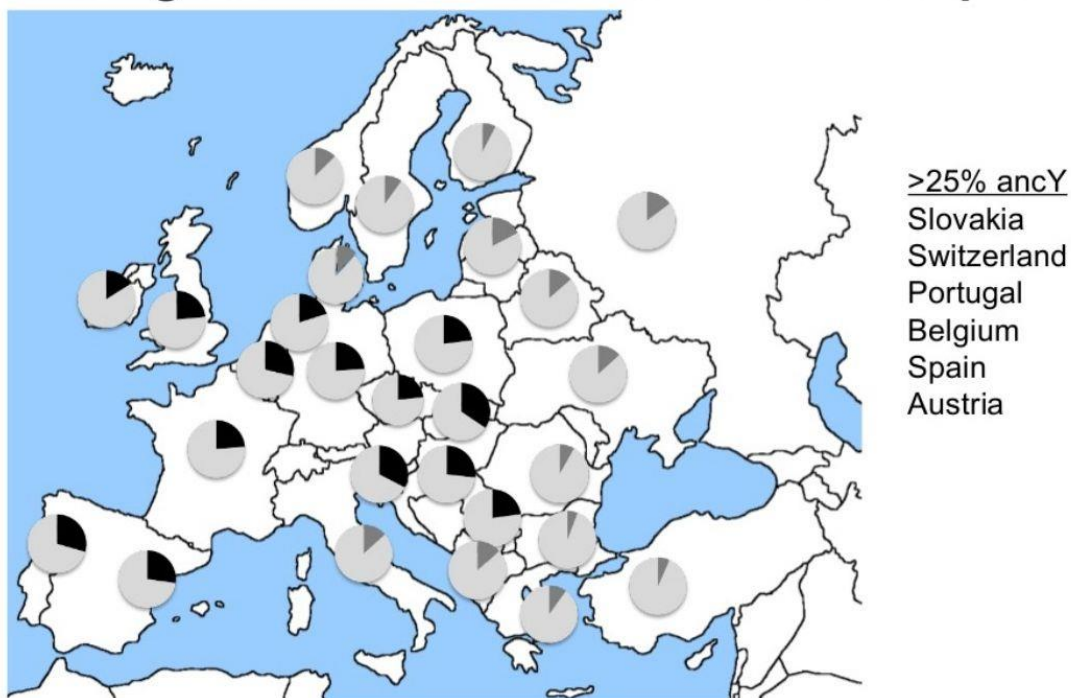 >25% ancY
Slovakia
Switzerland
Portugal
Belgium
Spain
Austria